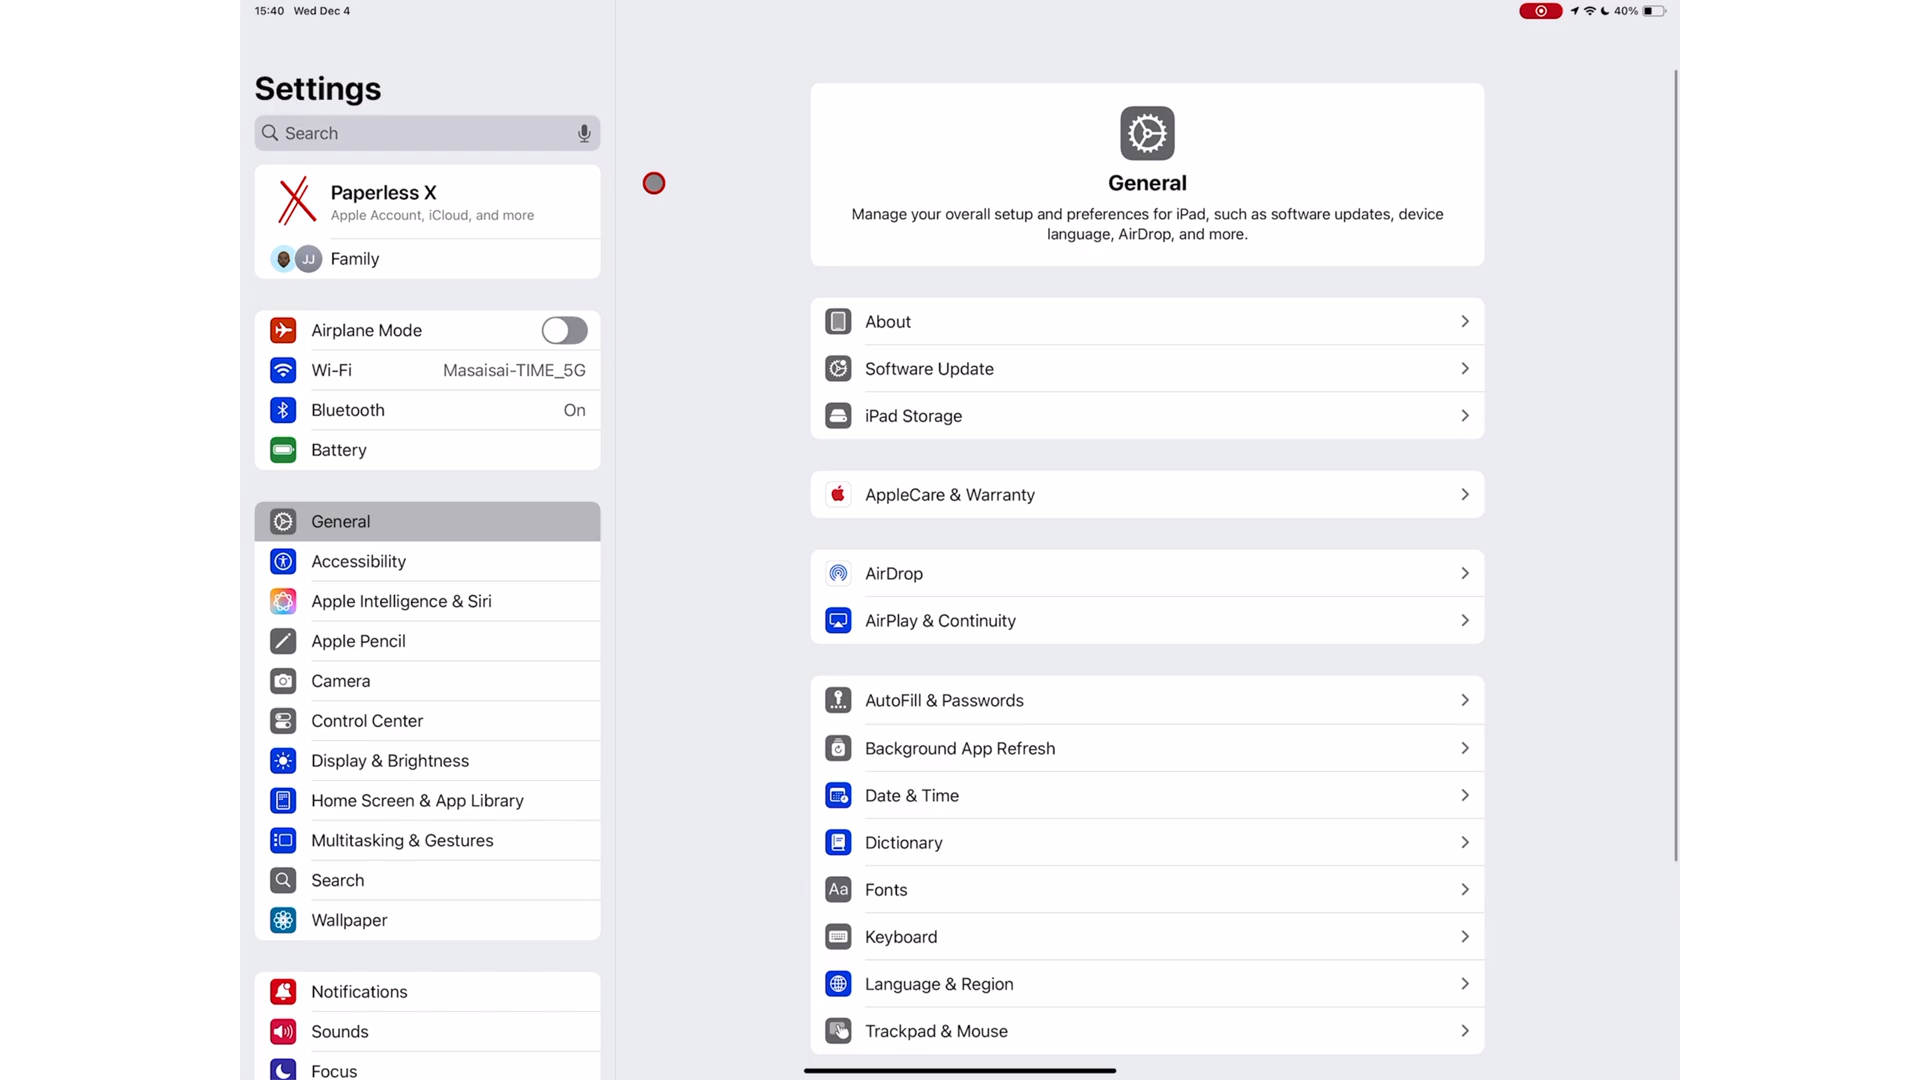 15:40 Wed Dec 4
40%
Settings
Search
Paperless X
Apple Account, iCloud, and more
JJ
Family
Airplane Mode
Wi-Fi Masaisai-TIME_5G
Bluetooth On
Battery
General
Accessibility
Apple Intelligence & Siri
Apple Pencil
Camera
Control Center
Display & Brightness
Home Screen & App Library
Multitasking & Gestures
Search
Wallpaper
Notifications
Sounds
Focus
General
Manage your overall setup and preferences for iPad, such as software updates, device
language, AirDrop, and more.
About
Software Update
iPad Storage
AppleCare & Warranty
AirDrop
AirPlay & Continuity
AutoFill & Passwords
Background App Refresh
Date & Time
Dictionary
Aa Fonts
Keyboard
Language & Region
Trackpad & Mouse